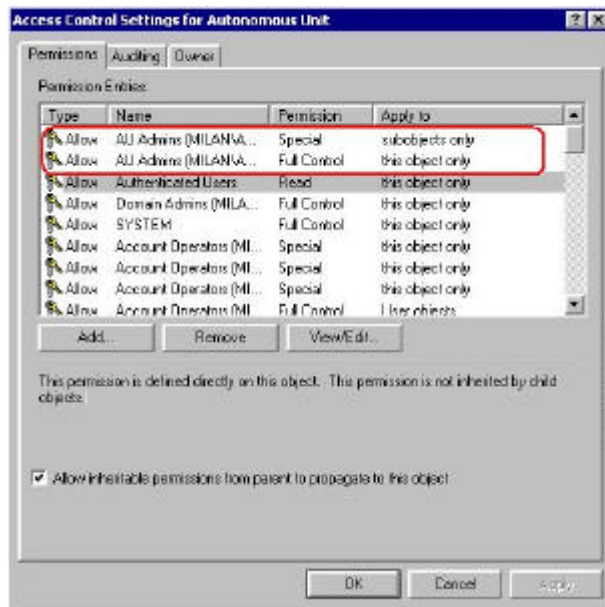 Access Control Settings for Autonomous Unit
Permissions Auditing Owner
Permission Entries:
Type Name Permission Apply to
Allow AU Admins (MILAN\A... Special subobjects only
Allow AU Admins (MILAN\A... Full Control this object only
Allow Authenticated Users Read this object only
Allow Domain Admins (MILA... Full Control this object only
Allow SYSTEM Full Control this object only
Allow Account Operators (MI... Special this object only
Allow Account Operators (MI... Special this object only
Allow Account Operators (MI... Special this object only
Allow Account Operators (MI... Full Control User objects
Add... Remove View/Edit...
This permission is defined directly on this object. This permission is not inherited by child
objects.
Allow inheritable permissions from parent to propagate to this object
OK Cancel Apply